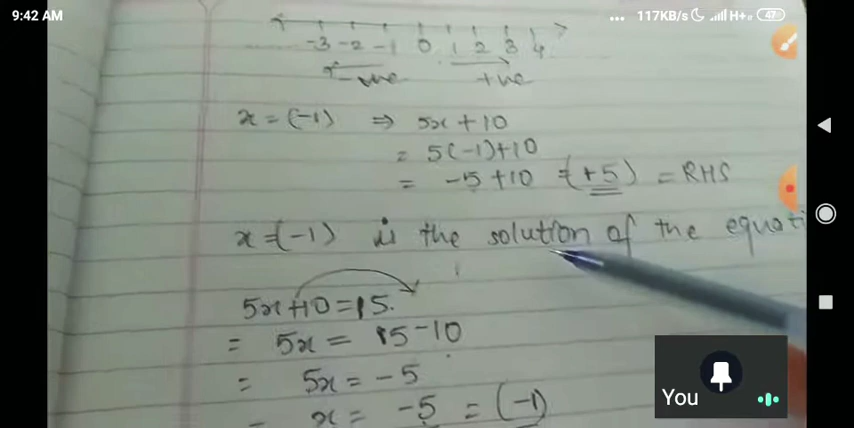 9:42 AM ... 117KB/s H+ 47
-3 -2 -1 0 1 2 3 4
-ve +ve
x = (-1) ⇒ 5x + 10
= 5(-1)+10
= -5 +10 = (+5) = RHS
x=(-1) is the solution of the equati
5x+10=15.
= 5x = 15-10
= 5x = -5
x = -5 = (-1)
You